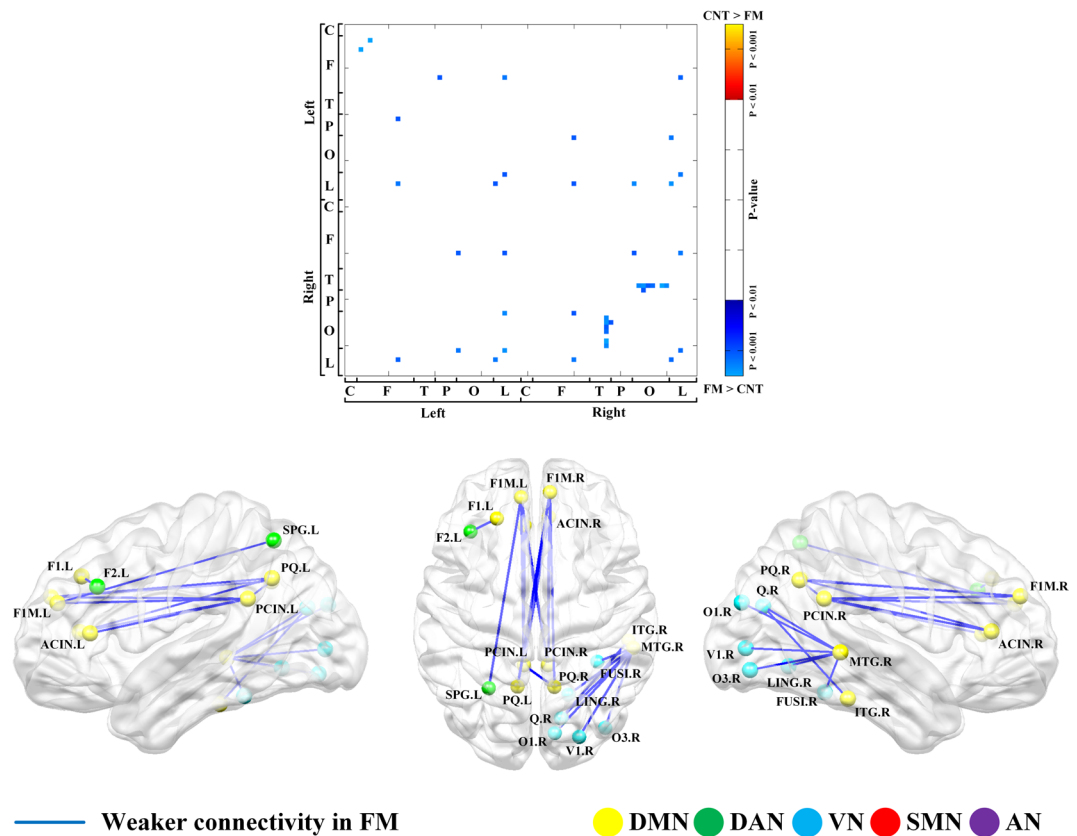 CNT > FM
P < 0.001
P < 0.01
P-value
P < 0.01
P < 0.001
FM > CNT
Left
C
F
T
P
O
L
Right
C
F
T
P
O
L
C F T P O L C F T P O L
Left Right
SPG.L
F1.L
F2.L
PQ.L
F1M.L
PCIN.L
ACIN.L
F1M.L
F1M.R
F1.L
ACIN.R
F2.L
ITG.R
PCIN.L
PCIN.R
MTG.R
FUSI.R
SPG.L
PQ.L
PQ.R
LING.R
Q.R
O1.R
V1.R
O3.R
PQ.R
Q.R
F1M.R
O1.R
PCIN.R
ACIN.R
V1.R
MTG.R
O3.R
LING.R
FUSI.R
ITG.R
Weaker connectivity in FM
DMN DAN VN SMN AN